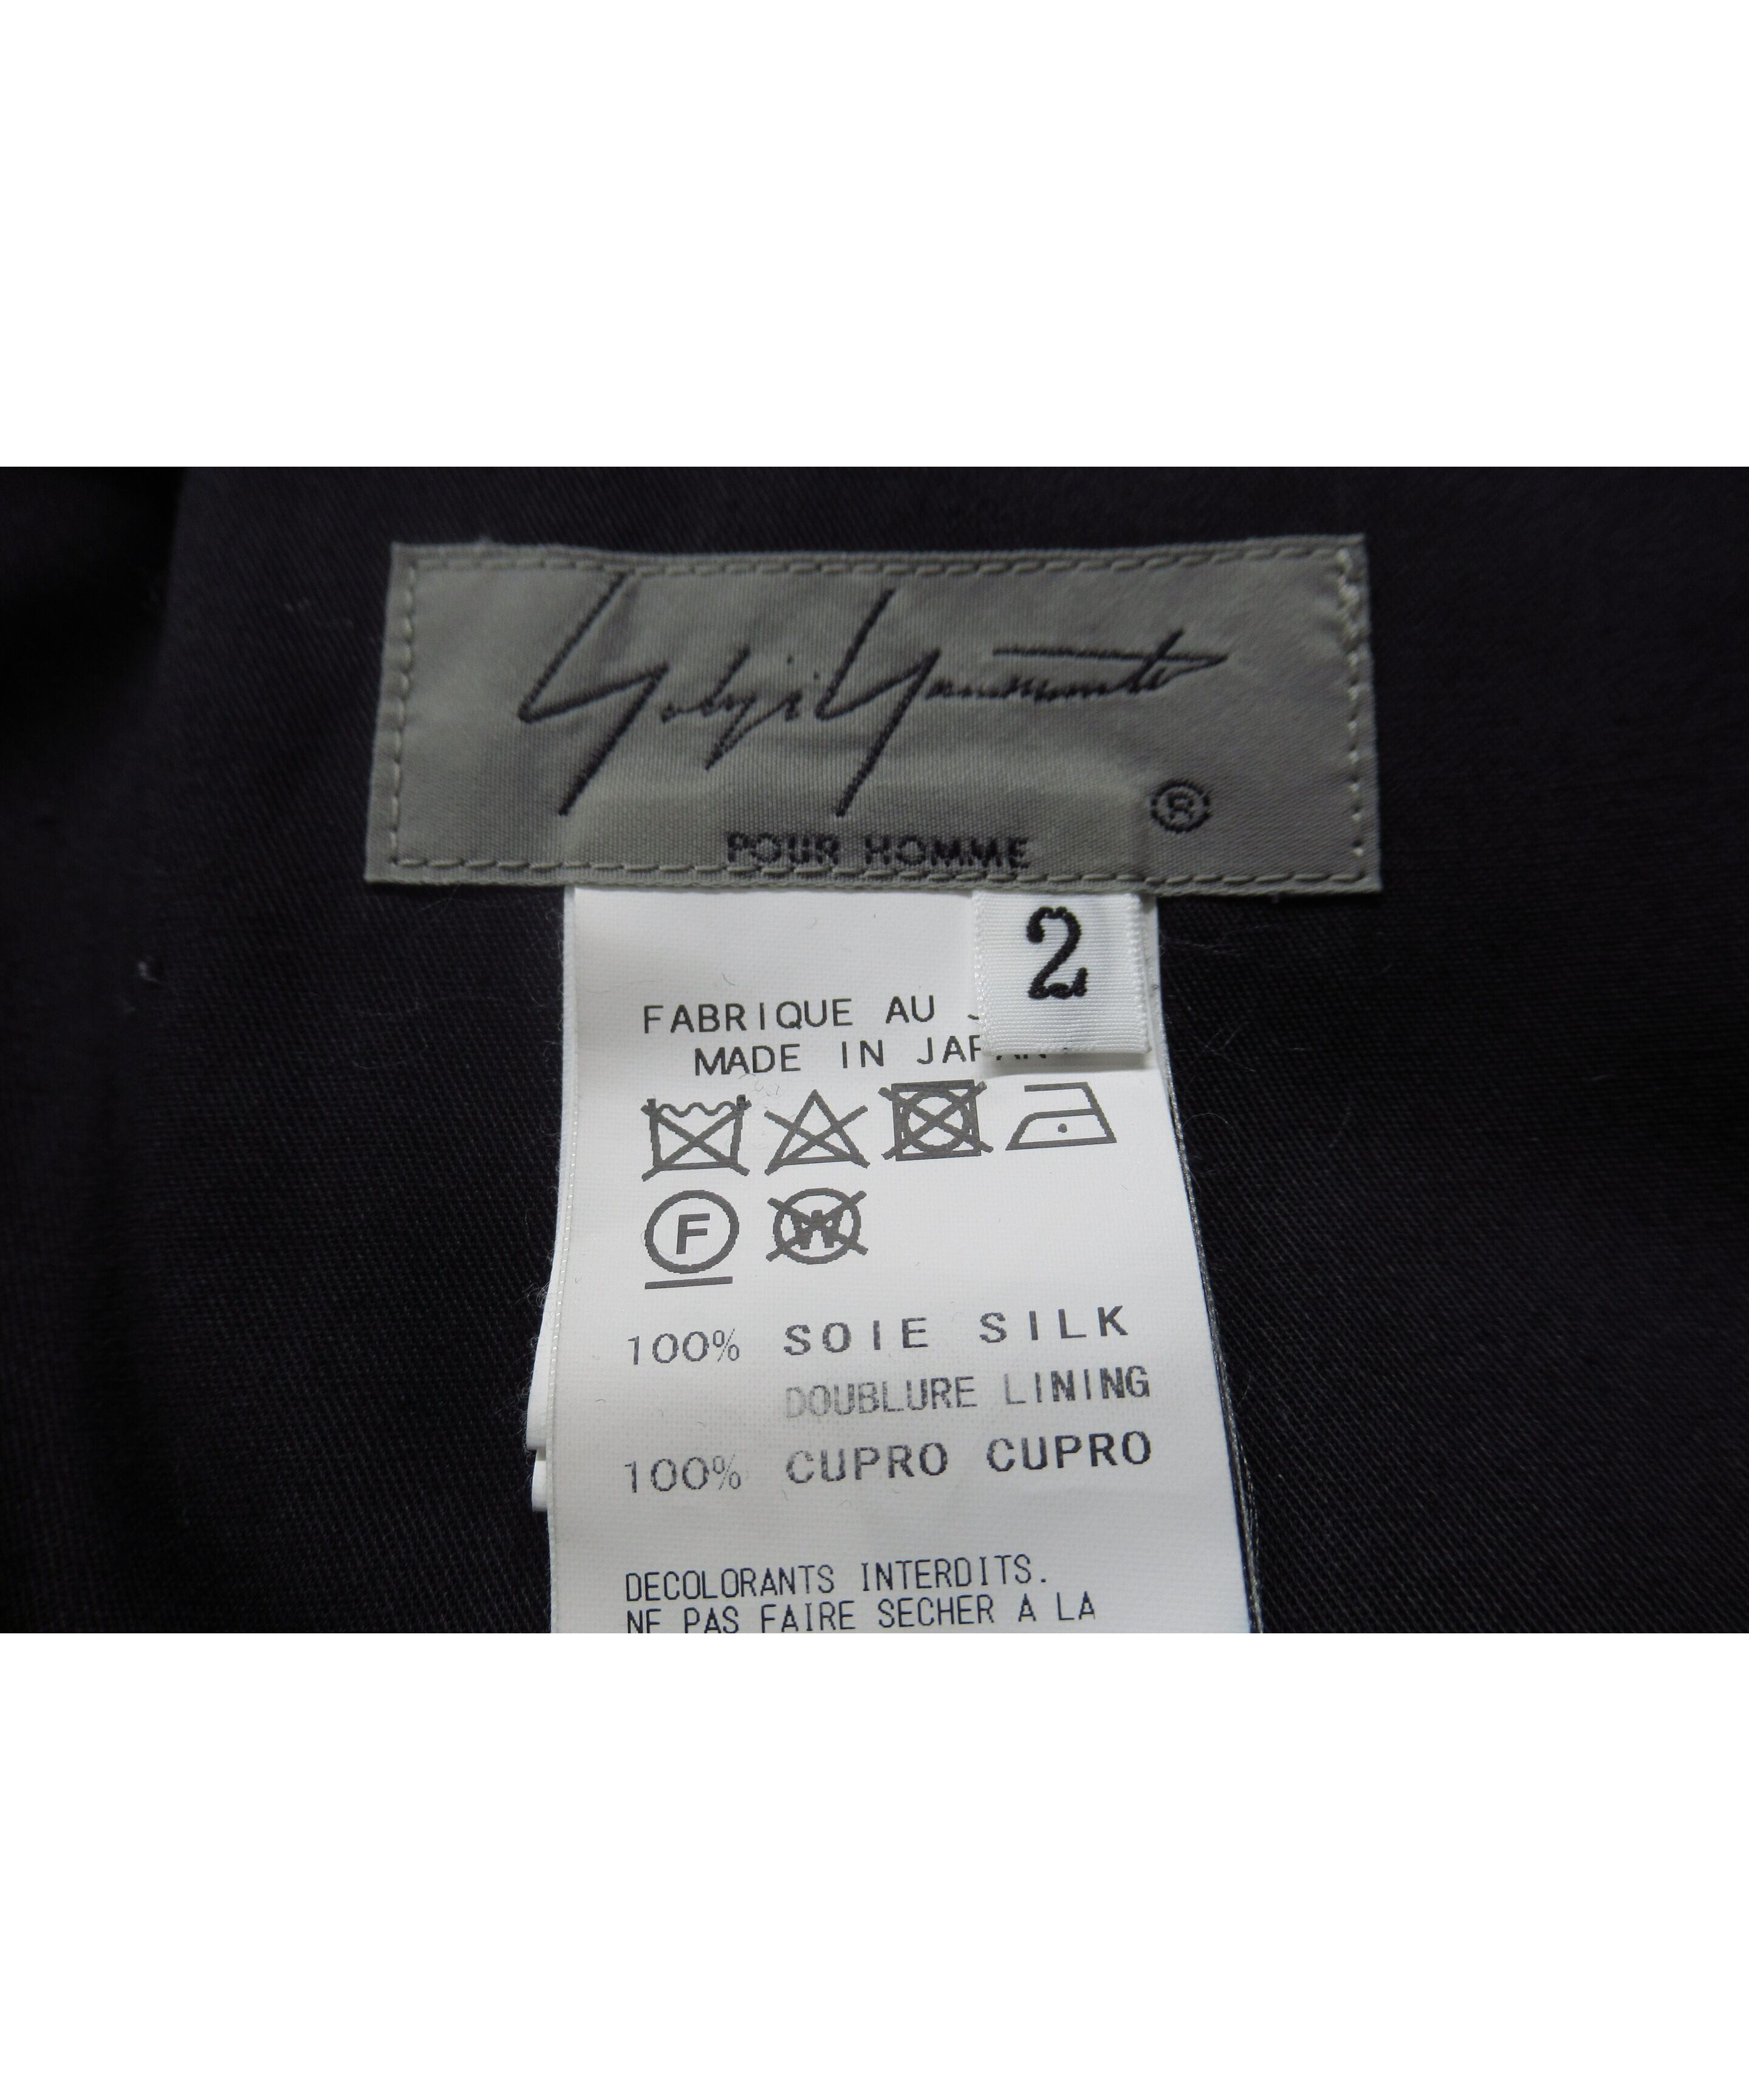 Yohji Yamamoto
®
POUR HOMME
2
FABRIQUE AU J
MADE IN JAPAN
F
W
100% SOIE SILK
DOUBLURE LINING
100% CUPRO CUPRO
DECOLORANTS INTERDITS.
NE PAS FAIRE SECHER A LA